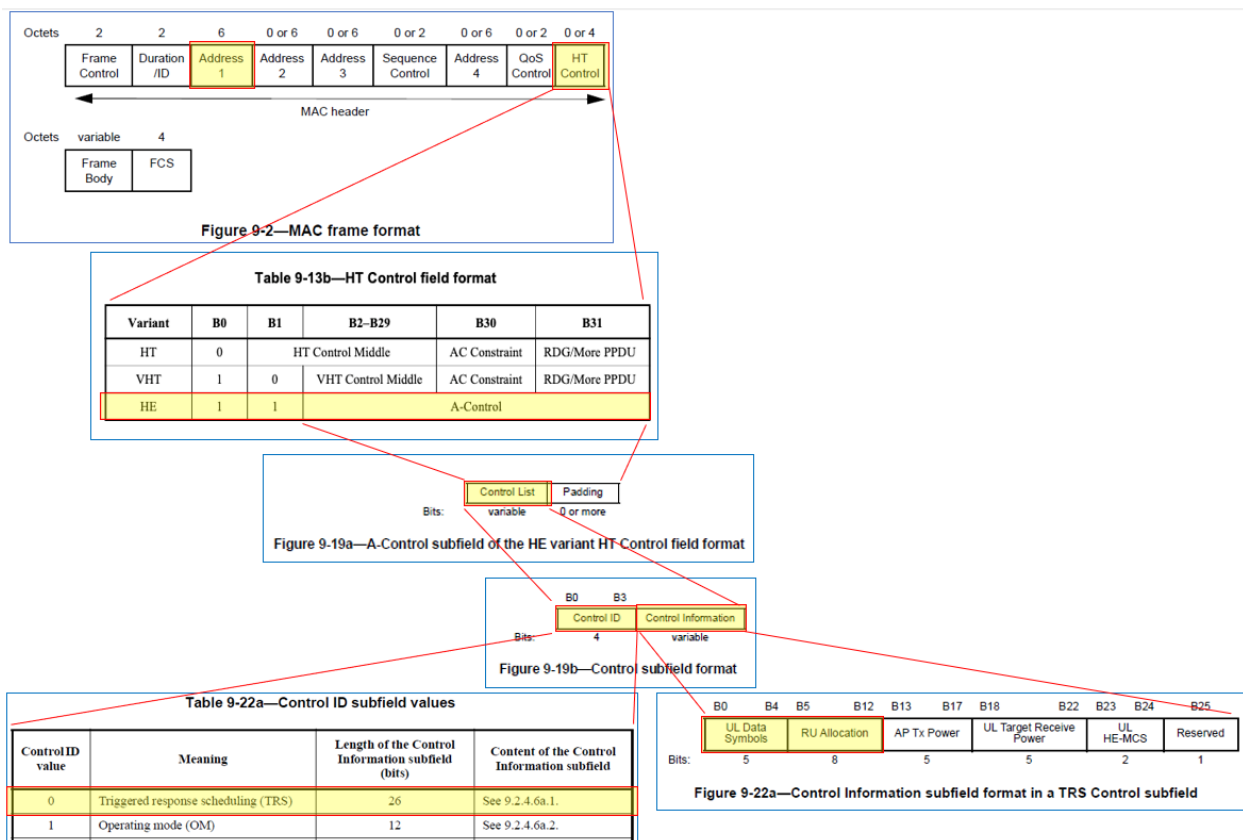 Octets 2 2 6 0 or 6 0 or 6 0 or 2 0 or 6 0 or 2 0 or 4
Frame Duration Address Address Address Sequence Address QoS HT
Control /ID 1 2 3 Control 4 Control Control
MAC header
Octets variable 4
Frame FCS
Body
Figure 9-2—MAC frame format
Table 9-13b—HT Control field format
Variant B0 B1 B2–B29 B30 B31
HT 0 HT Control Middle AC Constraint RDG/More PPDU
VHT 1 0 VHT Control Middle AC Constraint RDG/More PPDU
HE 1 1 A-Control
Control List Padding
Bits: variable 0 or more
Figure 9-19a—A-Control subfield of the HE variant HT Control field format
B0 B3
Control ID Control Information
Bits: 4 variable
Figure 9-19b—Control subfield format
Table 9-22a—Control ID subfield values
Control ID Meaning Length of the Control Content of the Control
value Information subfield Information subfield
(bits)
0 Triggered response scheduling (TRS) 26 See 9.2.4.6a.1.
1 Operating mode (OM) 12 See 9.2.4.6a.2.
B0 B4 B5 B12 B13 B17 B18 B22 B23 B24 B25
UL Data RU Allocation AP Tx Power UL Target Receive UL Reserved
Symbols Power HE-MCS
Bits: 5 8 5 5 2 1
Figure 9-22a—Control Information subfield format in a TRS Control subfield